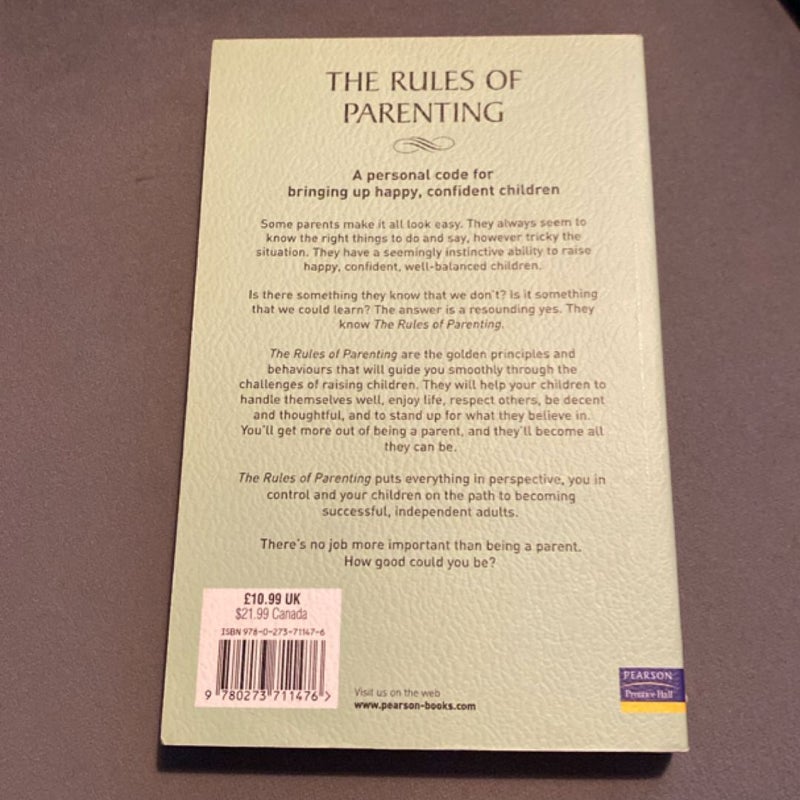 THE RULES OF
PARENTING
A personal code for
bringing up happy, confident children
Some parents make it all look easy. They always seem to
know the right things to do and say, however tricky the
situation. They have a seemingly instinctive ability to raise
happy, confident, well-balanced children.
Is there something they know that we don't? Is it something
that we could learn? The answer is a resounding yes. They
know The Rules of Parenting.
The Rules of Parenting are the golden principles and
behaviours that will guide you smoothly through the
challenges of raising children. They will help your children to
handle themselves well, enjoy life, respect others, be decent
and thoughtful, and to stand up for what they believe in.
You'll get more out of being a parent, and they'll become all
they can be.
The Rules of Parenting puts everything in perspective, you in
control and your children on the path to becoming
successful, independent adults.
There's no job more important than being a parent.
How good could you be?
£10.99 UK
$21.99 Canada
ISBN 978-0-273-71147-6
9 780273 711476 >
Visit us on the web
www.pearson-books.com
PEARSON
Prentice Hall